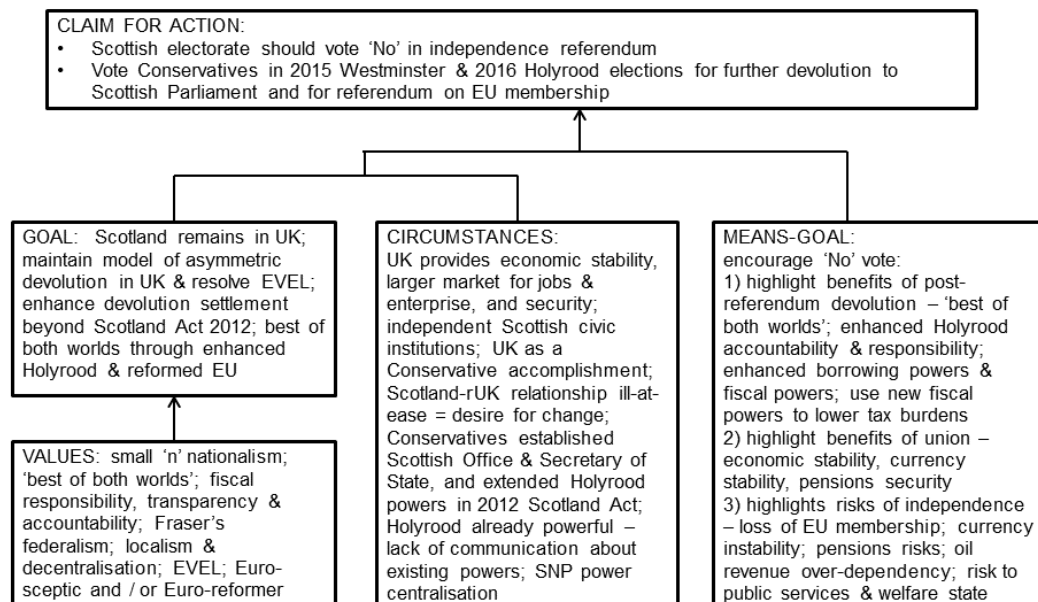 CLAIM FOR ACTION:
• Scottish electorate should vote ‘No’ in independence referendum
• Vote Conservatives in 2015 Westminster & 2016 Holyrood elections for further devolution to
Scottish Parliament and for referendum on EU membership
GOAL: Scotland remains in UK;
maintain model of asymmetric
devolution in UK & resolve EVEL;
enhance devolution settlement
beyond Scotland Act 2012; best of
both worlds through enhanced
Holyrood & reformed EU
VALUES: small ‘n’ nationalism;
‘best of both worlds’; fiscal
responsibility, transparency &
accountability; Fraser’s
federalism; localism &
decentralisation; EVEL; Euro-
sceptic and / or Euro-reformer
CIRCUMSTANCES:
UK provides economic stability,
larger market for jobs &
enterprise, and security;
independent Scottish civic
institutions; UK as a
Conservative accomplishment;
Scotland-rUK relationship ill-at-
ease = desire for change;
Conservatives established
Scottish Office & Secretary of
State, and extended Holyrood
powers in 2012 Scotland Act;
Holyrood already powerful –
lack of communication about
existing powers; SNP power
centralisation
MEANS-GOAL:
encourage ‘No’ vote:
1) highlight benefits of post-
referendum devolution – ‘best of
both worlds’; enhanced Holyrood
accountability & responsibility;
enhanced borrowing powers &
fiscal powers; use new fiscal
powers to lower tax burdens
2) highlight benefits of union –
economic stability, currency
stability, pensions security
3) highlights risks of independence
– loss of EU membership; currency
instability; pensions risks; oil
revenue over-dependency; risk to
public services & welfare state